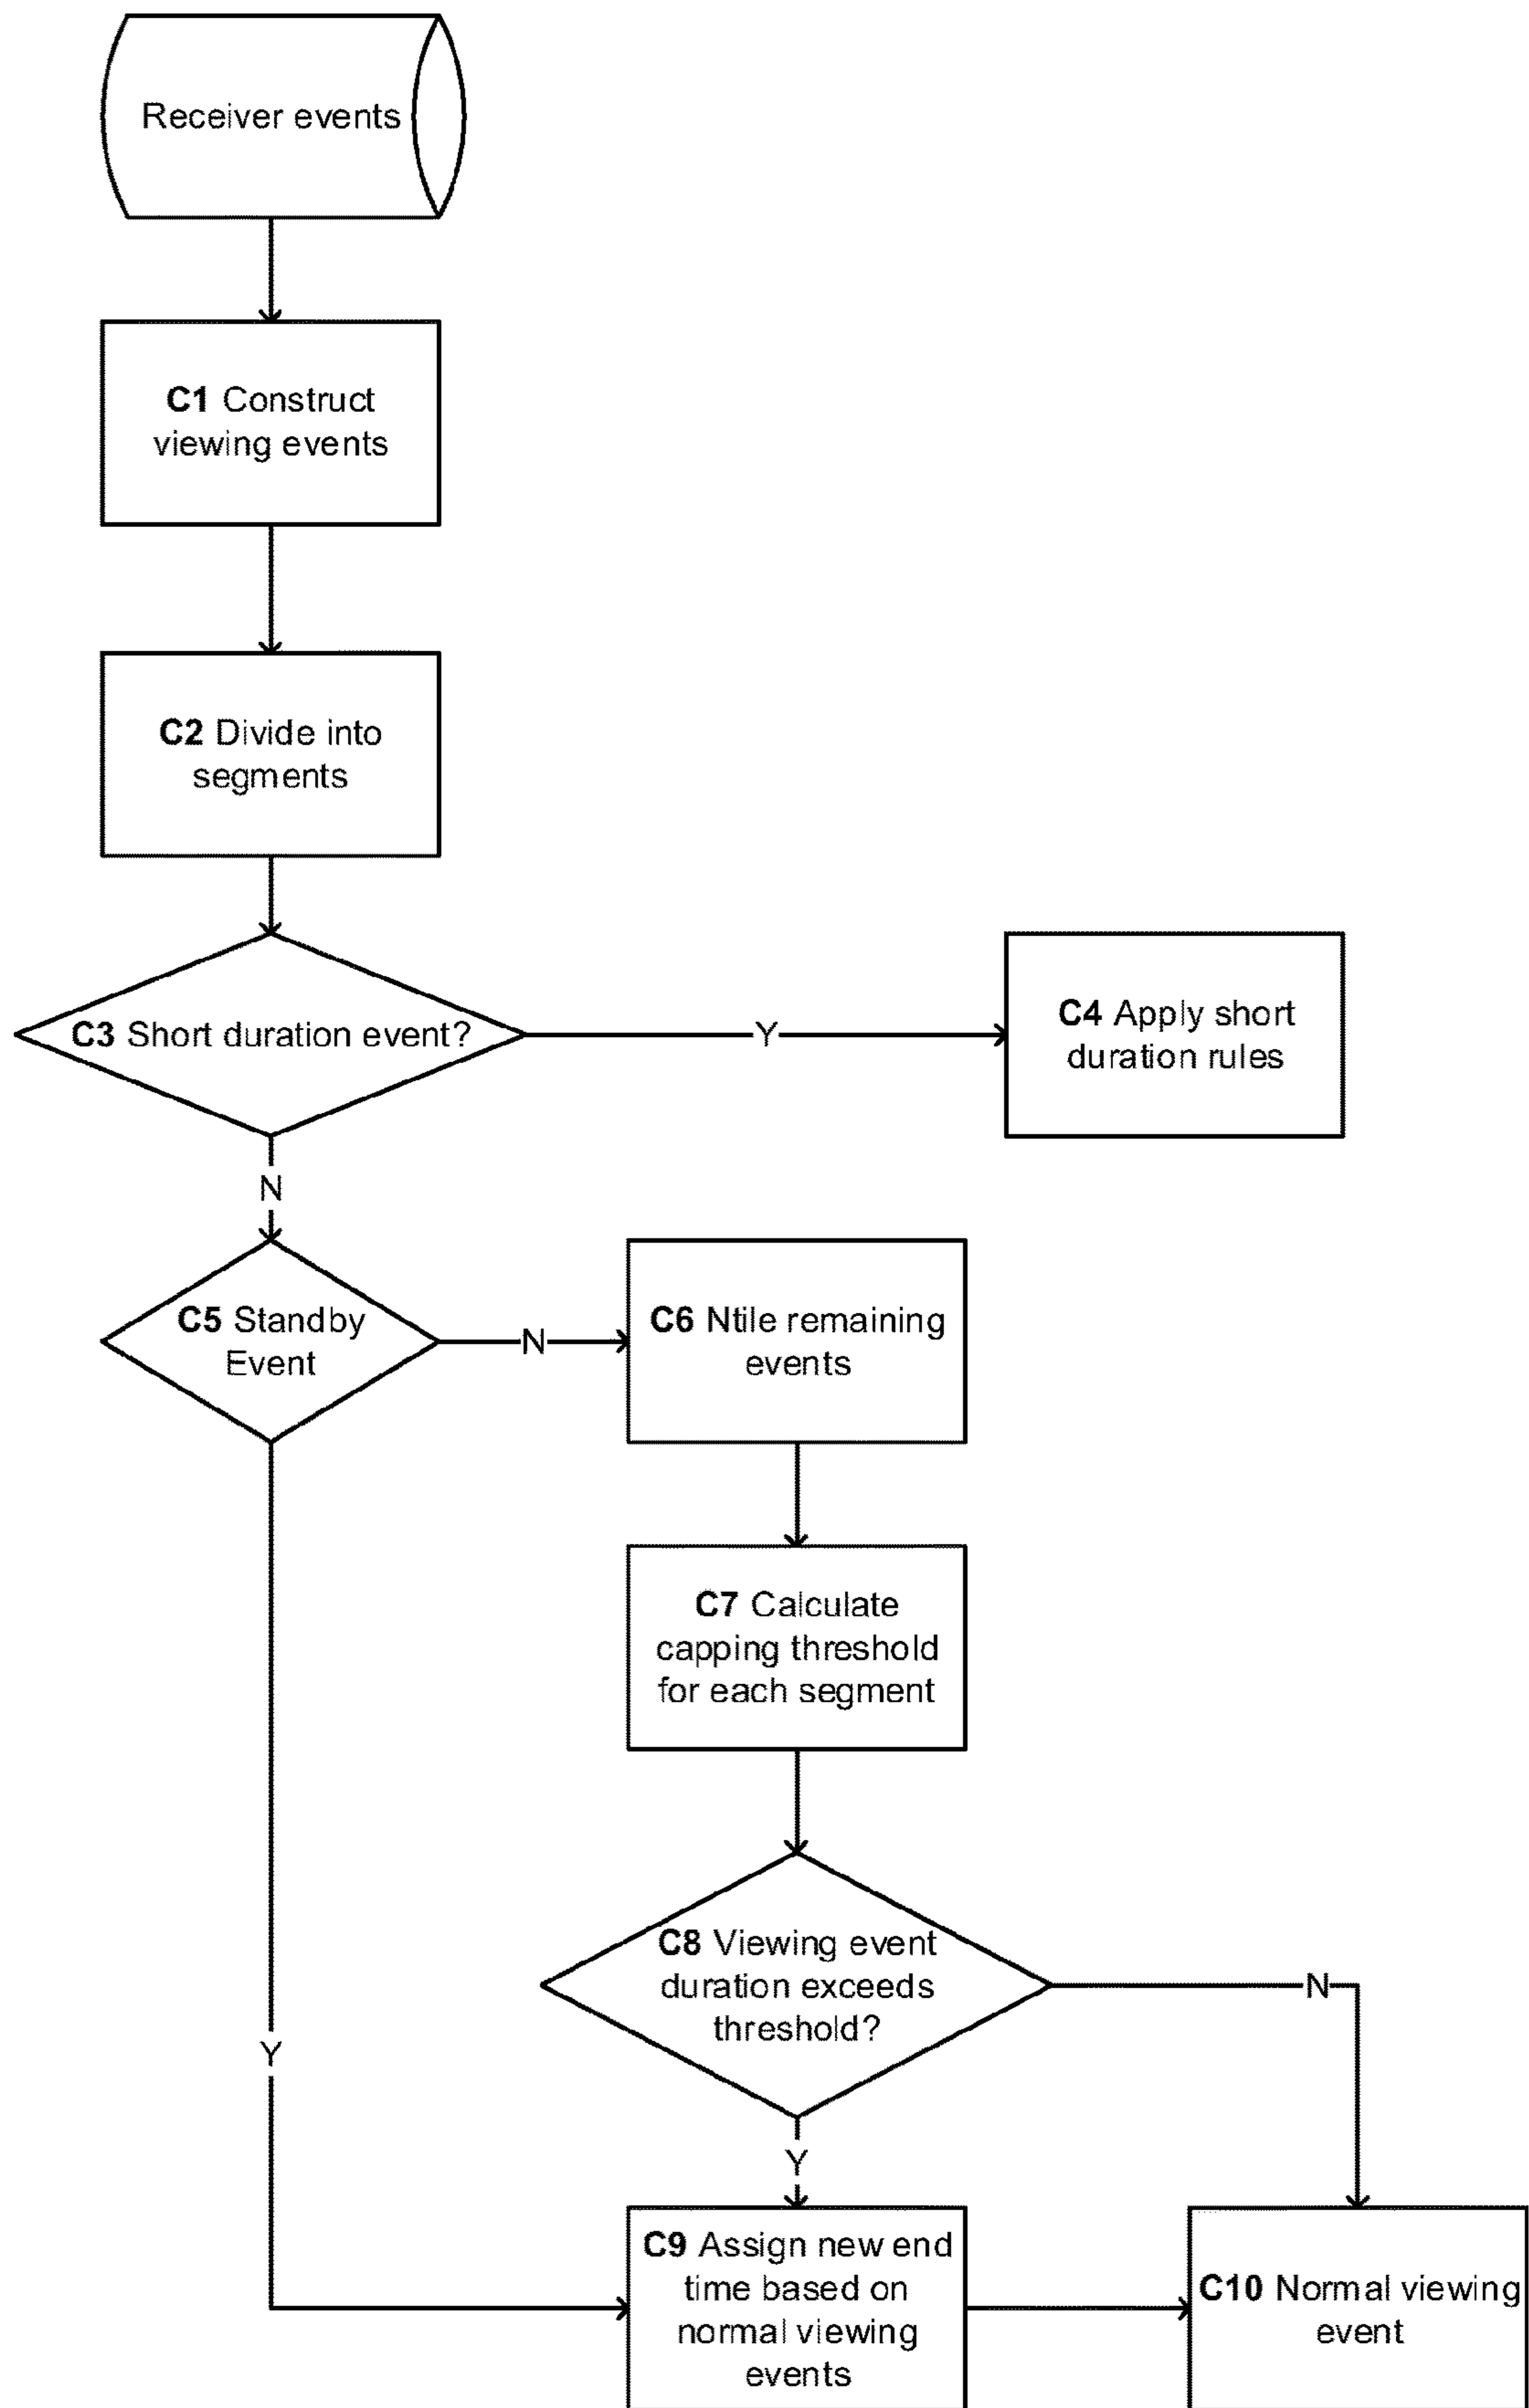 Receiver events
C1 Construct
viewing events
C2 Divide into
segments
C3 Short duration event?
Y
C4 Apply short
duration rules
N
C5 Standby
Event
N
C6 Ntile remaining
events
C7 Calculate
capping threshold
for each segment
C8 Viewing event
duration exceeds
threshold?
N
Y
Y
C9 Assign new end
time based on
normal viewing
events
C10 Normal viewing
event